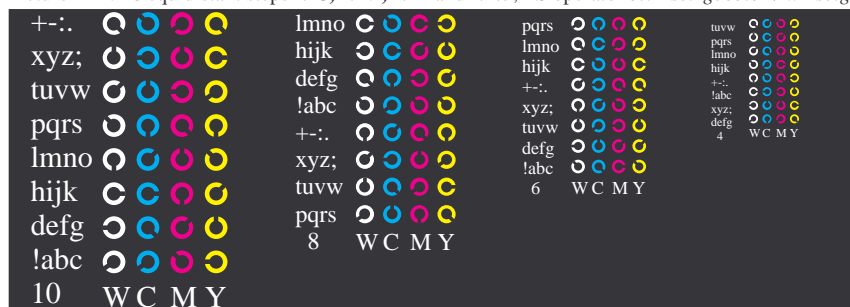 +-:.
xyz;
tuvw
pqrs
lmno
hijk
defg
!abc
10 W C M Y
lmno
hijk
defg
!abc
+-:.
xyz;
tuvw
pqrs
8 W C M Y
pqrs
lmno
hijk
+-:.
xyz;
tuvw
defg
!abc
6 W C M Y
tuvw
pqrs
lmno
hijk
+-:.
!abc
xyz;
defg
4 W C M Y